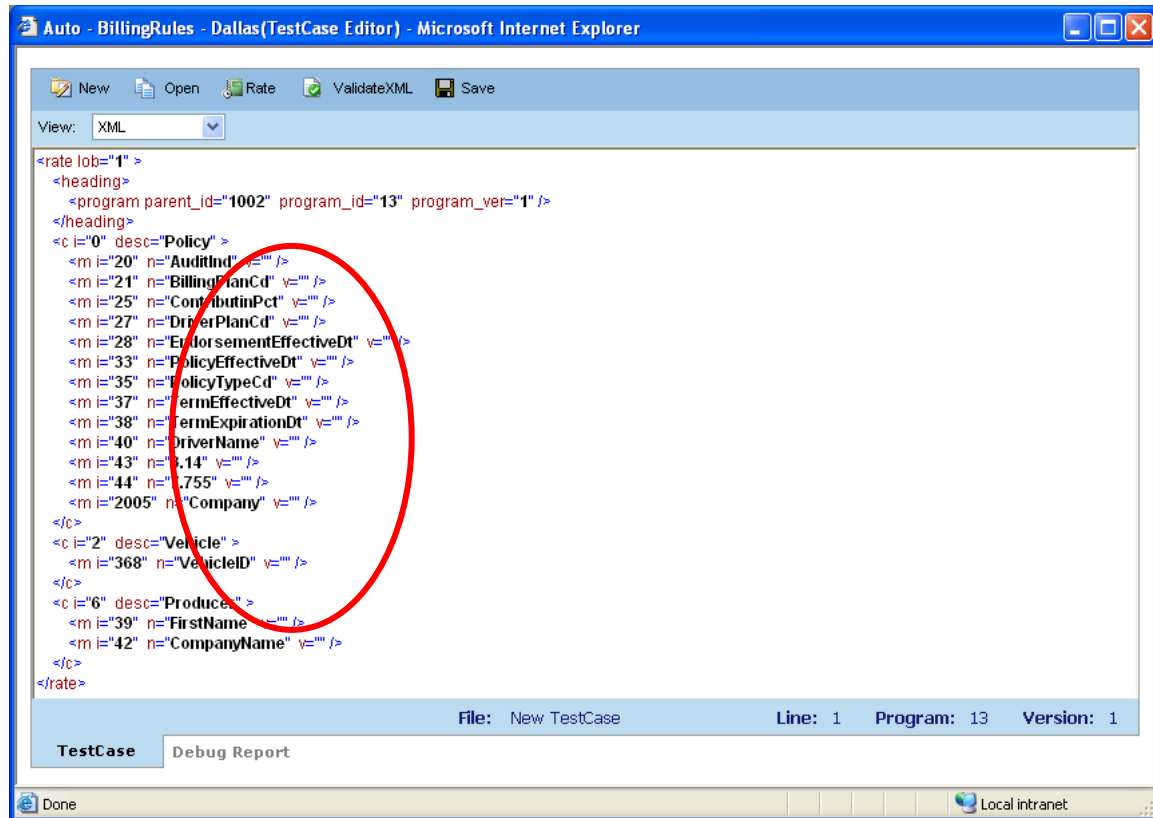 Auto - BillingRules - Dallas(TestCase Editor) - Microsoft Internet Explorer
New Open Rate ValidateXML Save
View: XML
<rate lob="1" >
<heading>
<program parent_id="1002" program_id="13" program_ver="1" />
</heading>
<c i="0" desc="Policy" >
<m i="20" n="AuditInd" v="" />
<m i="21" n="BillingPlanCd" v="" />
<m i="25" n="ContributinPct" v="" />
<m i="27" n="DriverPlanCd" v="" />
<m i="28" n="EndorsementEffectiveDt" v="" />
<m i="33" n="PolicyEffectiveDt" v="" />
<m i="35" n="PolicyTypeCd" v="" />
<m i="37" n="TermEffectiveDt" v="" />
<m i="38" n="TermExpirationDt" v="" />
<m i="40" n="DriverName" v="" />
<m i="43" n="3.14" v="" />
<m i="44" n=" .755" v="" />
<m i="2005" n="Company" v="" />
</c>
<c i="2" desc="Vehicle" >
<m i="368" n="VehicleID" v="" />
</c>
<c i="6" desc="Producer" >
<m i="39" n="FirstName" v="" />
<m i="42" n="CompanyName" v="" />
</c>
</rate>
File: New TestCase Line: 1 Program: 13 Version: 1
TestCase Debug Report
Done Local intranet